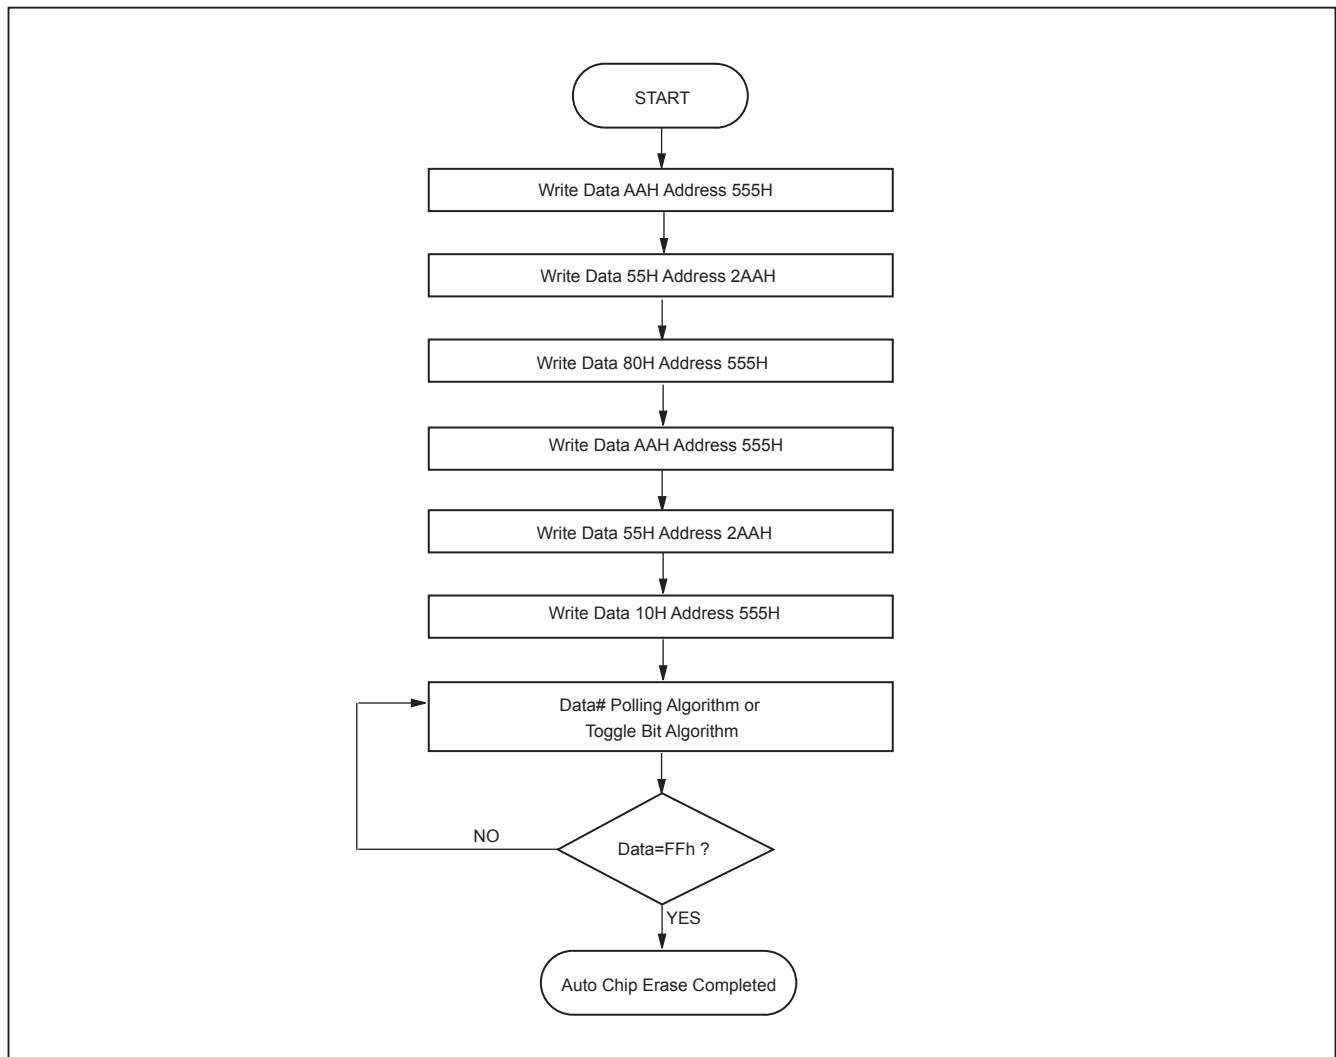 START
Write Data AAH Address 555H
Write Data 55H Address 2AAH
Write Data 80H Address 555H
Write Data AAH Address 555H
Write Data 55H Address 2AAH
Write Data 10H Address 555H
Data# Polling Algorithm or
Toggle Bit Algorithm
NO
Data=FFh ?
YES
Auto Chip Erase Completed